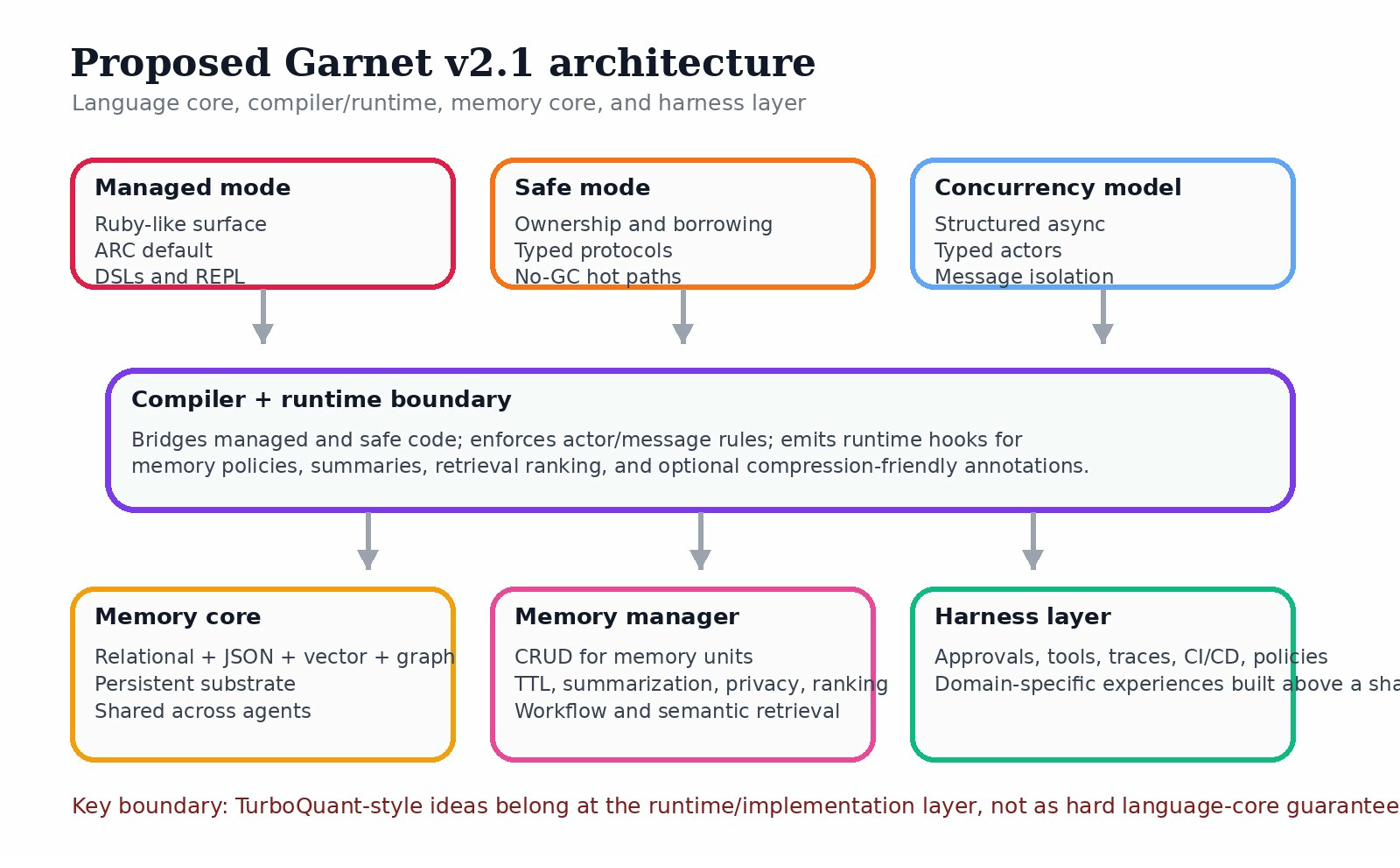 Proposed Garnet v2.1 architecture
Language core, compiler/runtime, memory core, and harness layer
Managed mode
Ruby-like surface
ARC default
DSLs and REPL
Safe mode
Ownership and borrowing
Typed protocols
No-GC hot paths
Concurrency model
Structured async
Typed actors
Message isolation
Compiler + runtime boundary
Bridges managed and safe code; enforces actor/message rules; emits runtime hooks for
memory policies, summaries, retrieval ranking, and optional compression-friendly annotations.
Memory core
Relational + JSON + vector + graph
Persistent substrate
Shared across agents
Memory manager
CRUD for memory units
TTL, summarization, privacy, ranking
Workflow and semantic retrieval
Harness layer
Approvals, tools, traces, CI/CD, policies
Domain-specific experiences built above a sha
Key boundary: TurboQuant-style ideas belong at the runtime/implementation layer, not as hard language-core guarantee